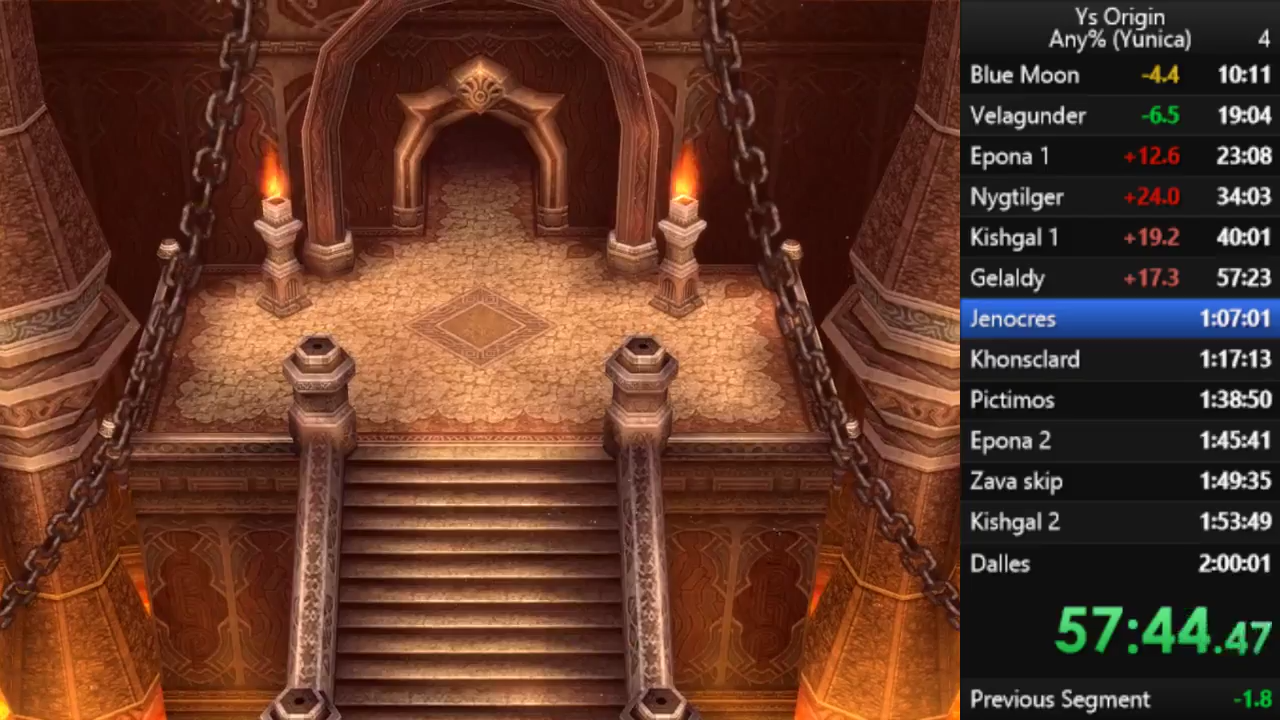 Ys Origin
Any% (Yunica) 4
Blue Moon -4.4 10:11
Velagunder -6.5 19:04
Epona 1 +12.6 23:08
Nygtilger +24.0 34:03
Kishgal 1 +19.2 40:01
Gelaldy +17.3 57:23
Jenocres 1:07:01
Khonsclard 1:17:13
Pictimos 1:38:50
Epona 2 1:45:41
Zava skip 1:49:35
Kishgal 2 1:53:49
Dalles 2:00:01
57:44.47
Previous Segment -1.8